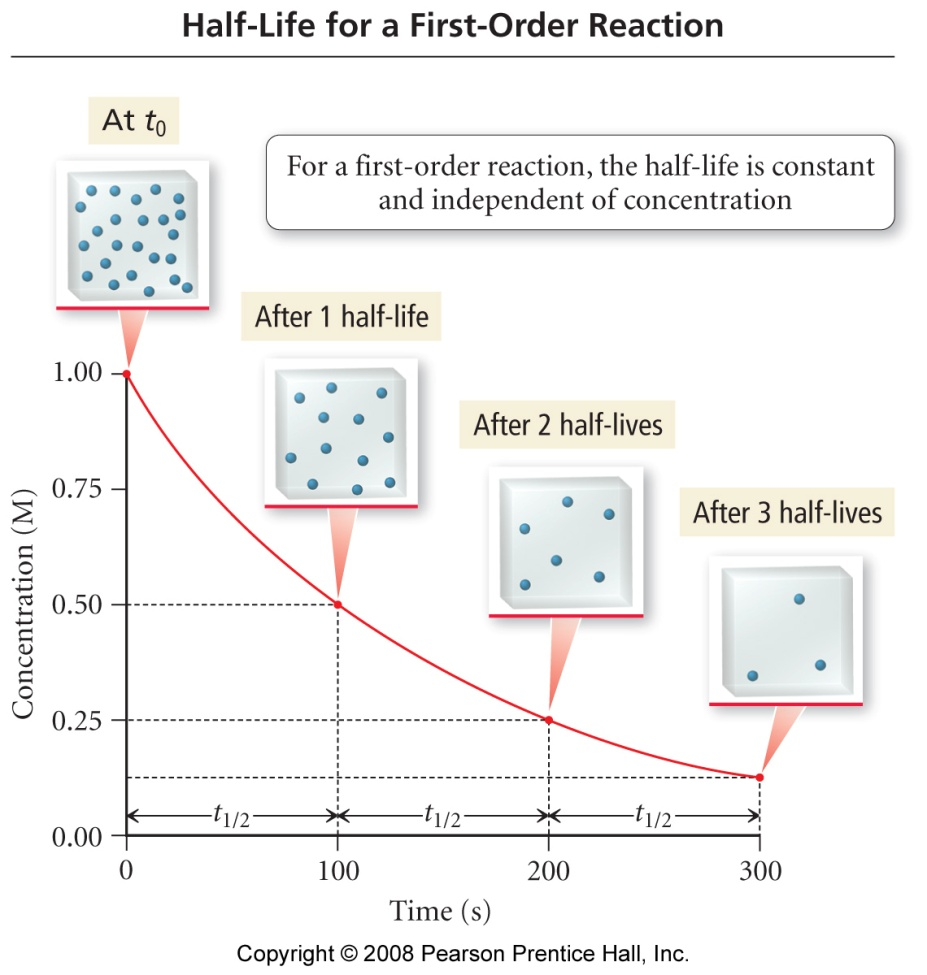 Half-Life for a First-Order Reaction
At t0
For a first-order reaction, the half-life is constant
and independent of concentration
After 1 half-life
After 2 half-lives
After 3 half-lives
Concentration (M)
1.00
0.75
0.50
0.25
0.00
t1/2
t1/2
t1/2
0
100
200
300
Time (s)
Copyright © 2008 Pearson Prentice Hall, Inc.